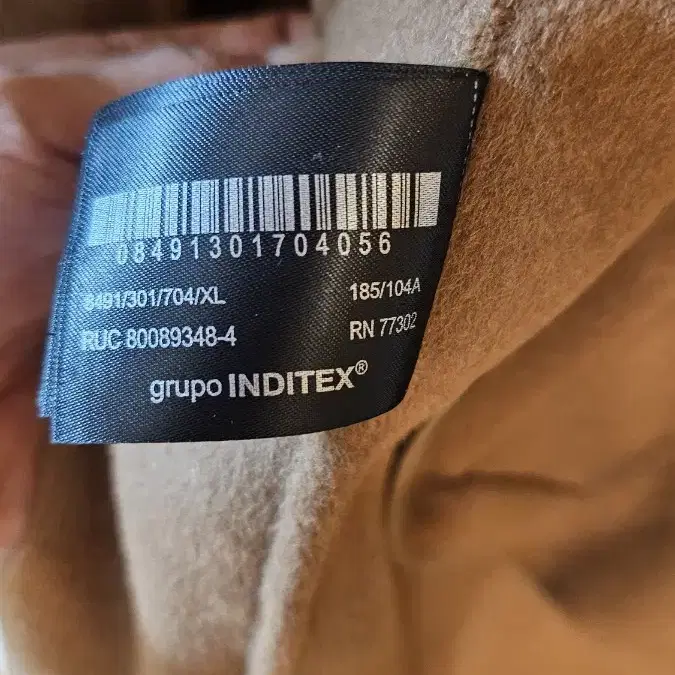 08491301704056
8491/301/704/XL 185/104A
RUC 80089348-4 RN 77302
grupo INDITEX®